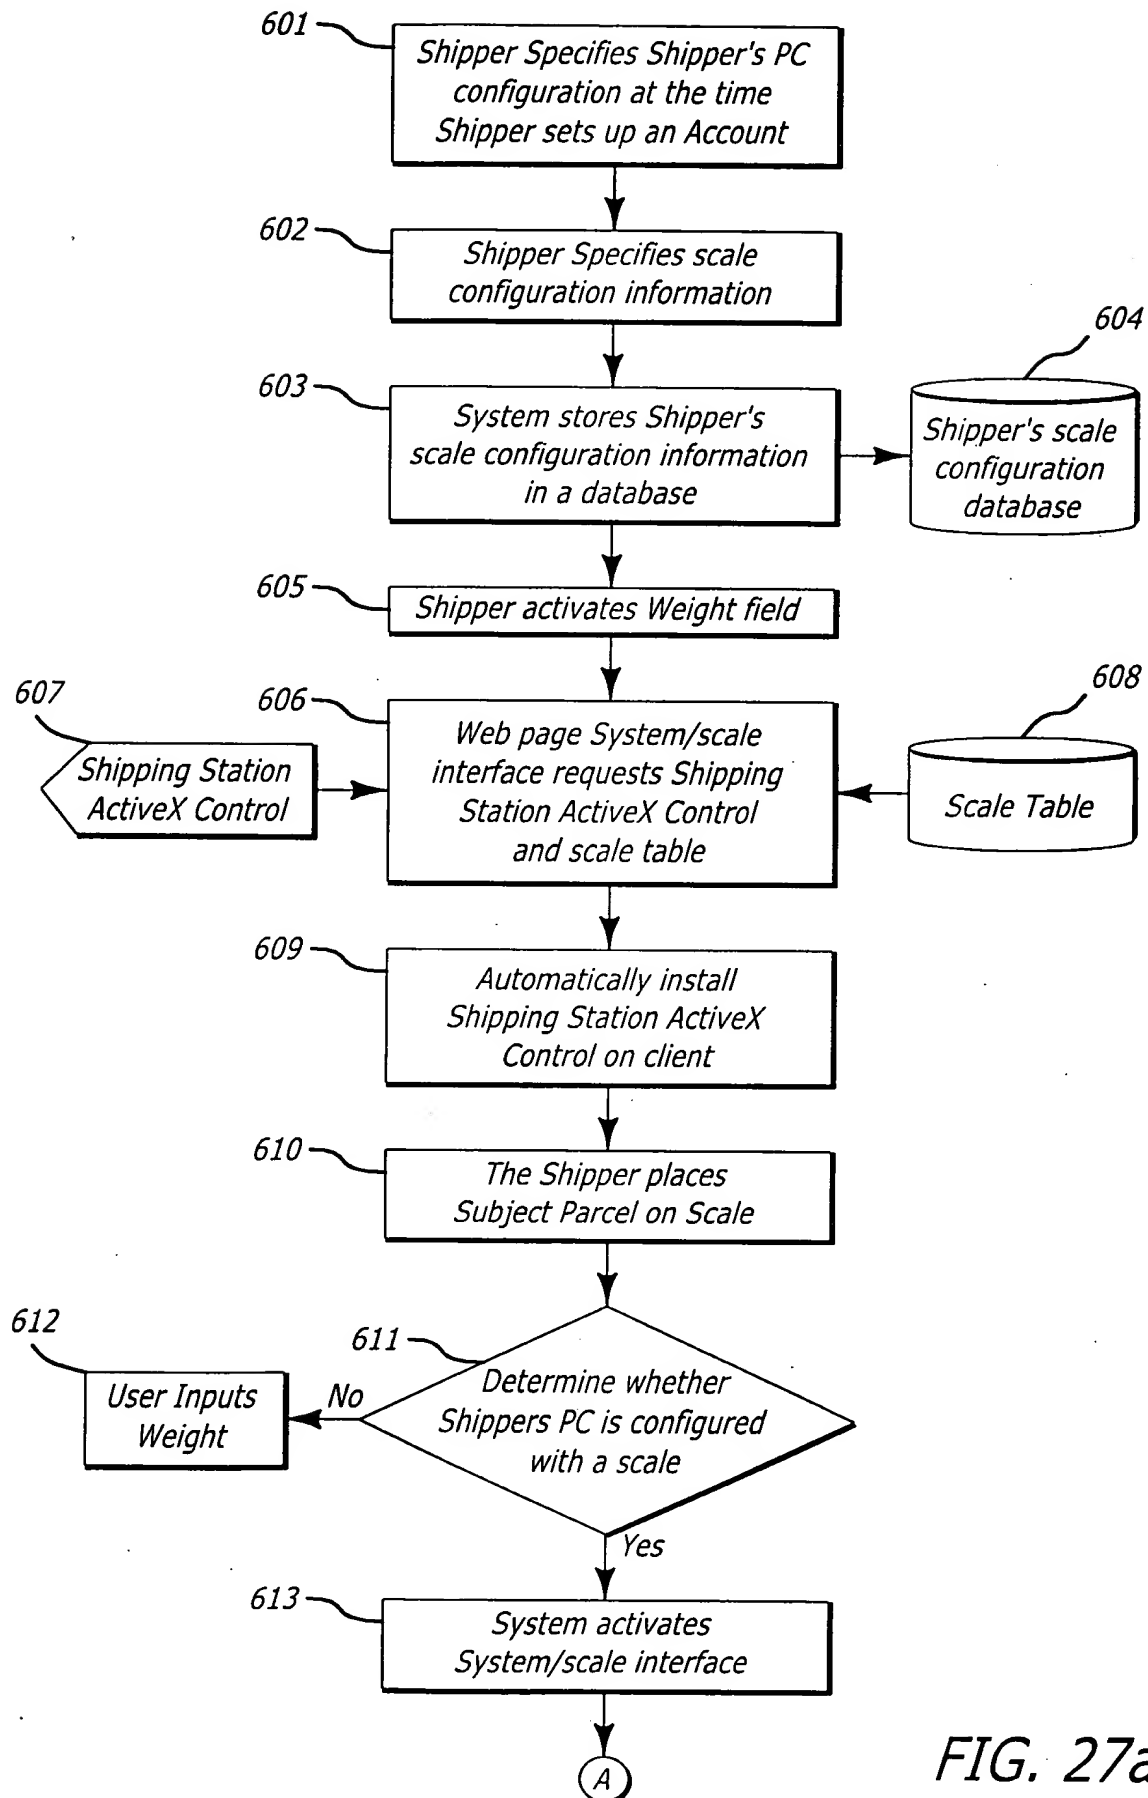 601
Shipper Specifies Shipper's PC
configuration at the time
Shipper sets up an Account
602
Shipper Specifies scale
configuration information
603
System stores Shipper's
scale configuration information
in a database
604
Shipper's scale
configuration
database
605
Shipper activates Weight field
606
Web page System/scale
interface requests Shipping
Station ActiveX Control
and scale table
607
Shipping Station
ActiveX Control
608
Scale Table
609
Automatically install
Shipping Station ActiveX
Control on client
610
The Shipper places
Subject Parcel on Scale
611
Determine whether
Shippers PC is configured
with a scale
No
612
User Inputs
Weight
Yes
613
System activates
System/scale interface
A
FIG. 27a